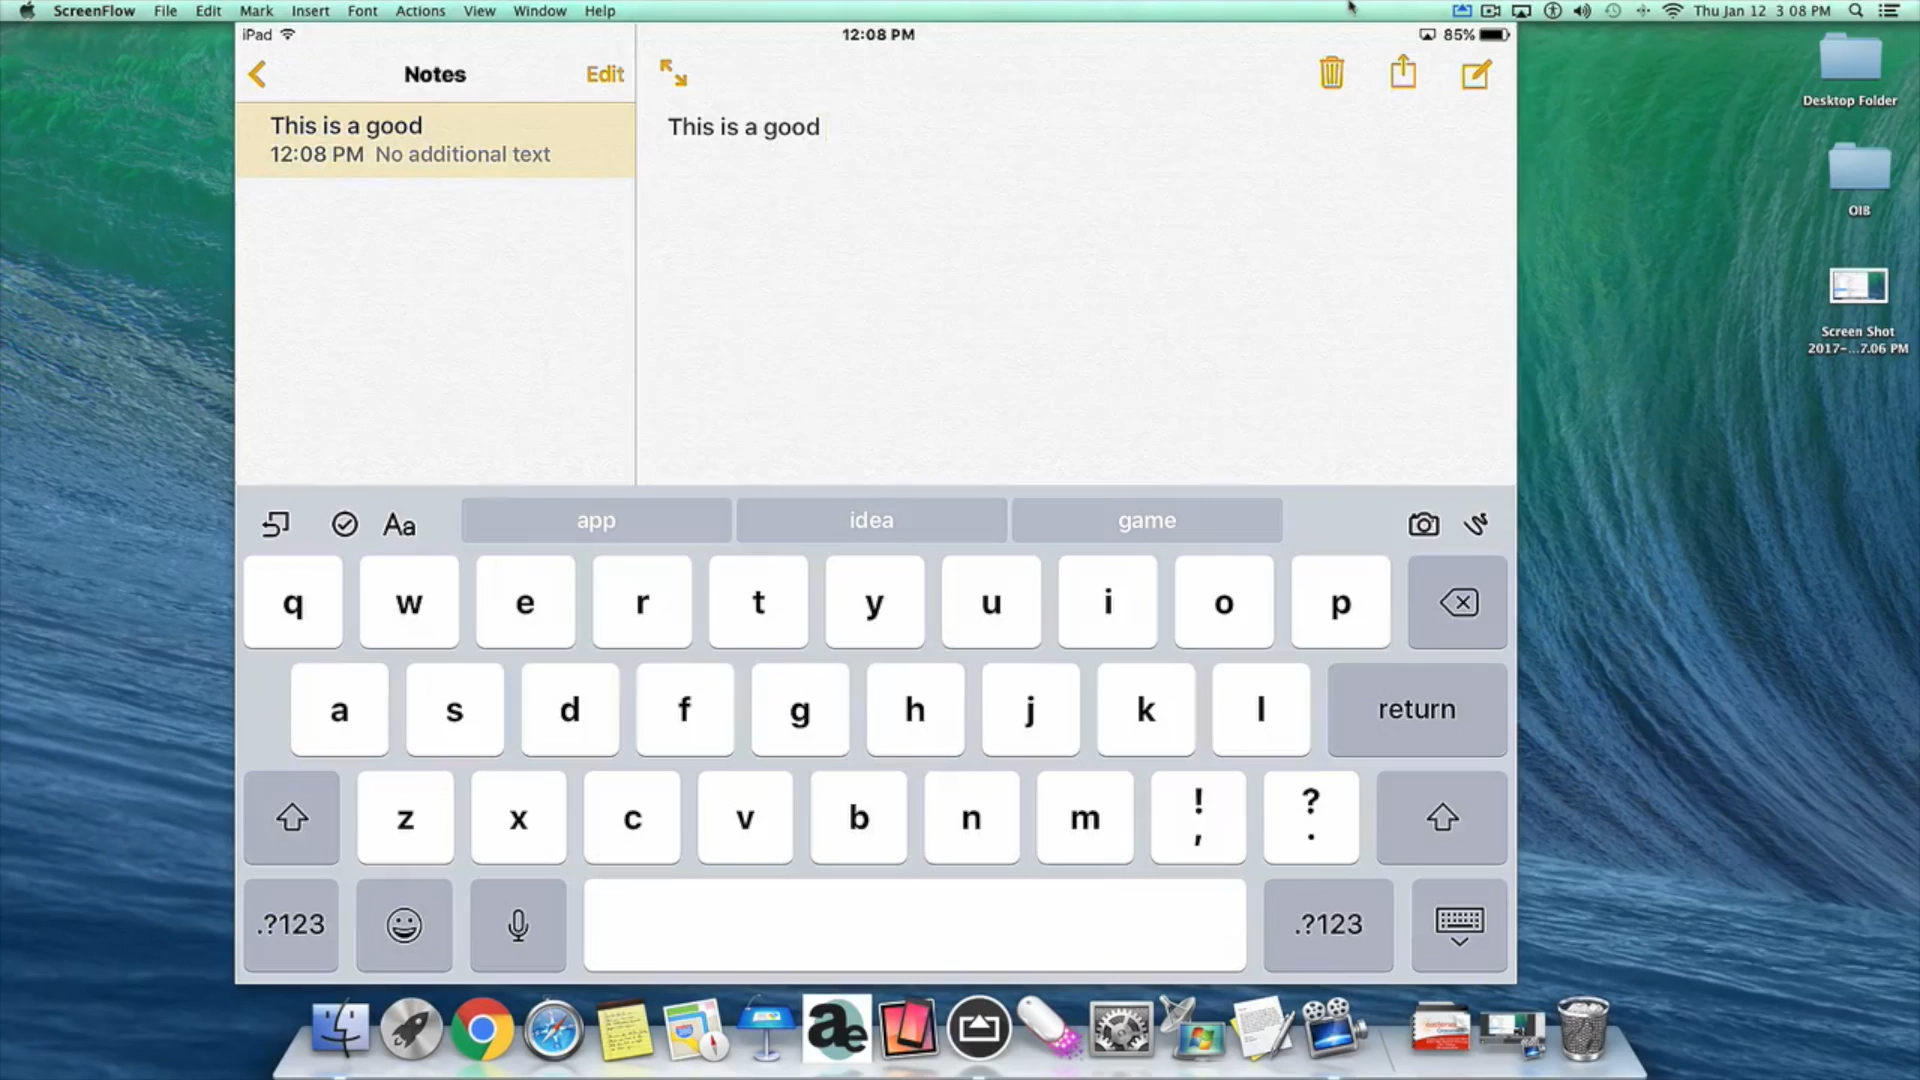 ScreenFlow File Edit Mark Insert Font Actions View Window Help Thu Jan 12 3 08 PM
iPad 12:08 PM 85%
Notes Edit
This is a good
12:08 PM No additional text
This is a good
Desktop Folder
OIB
Screen Shot
2017-...7.06 PM
Aa app idea game
q w e r t y u i o p
a s d f g h j k l return
z x c v b n m ! , ? .
.?123 .?123
ae